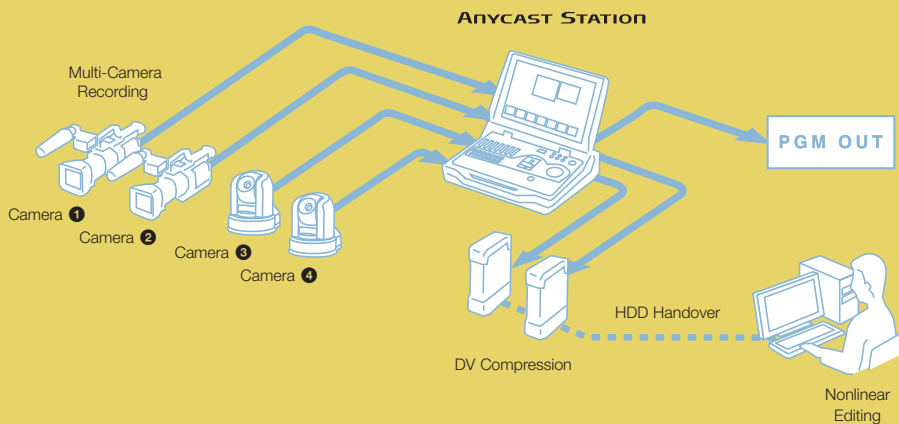 ANYCAST STATION
Multi-Camera
Recording
PGM OUT
Camera 1
Camera 2
Camera 3
Camera 4
HDD Handover
DV Compression
Nonlinear
Editing